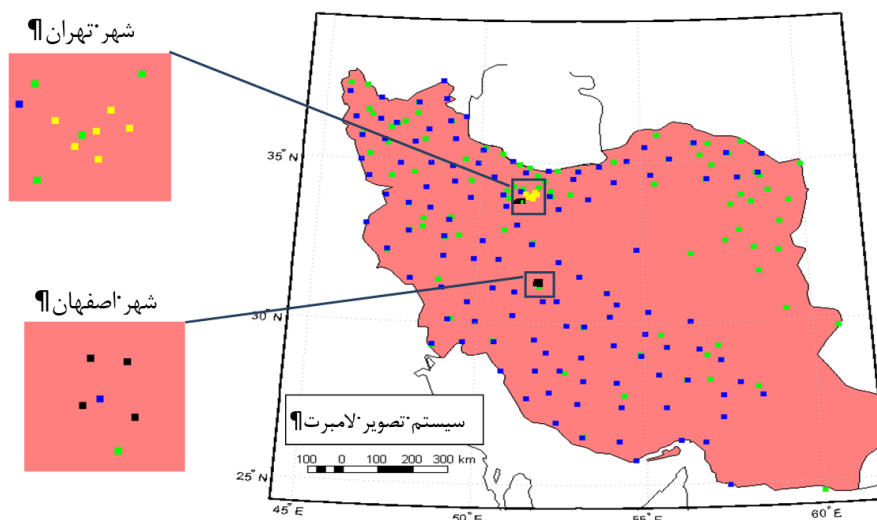 شهر·تهران¶
شهر·اصفهان¶
35° N
30° N
25° N
سیستم·تصویر·لامبرت¶
100 0 100 200 300 km
45° E
50° E
55° E
60° E